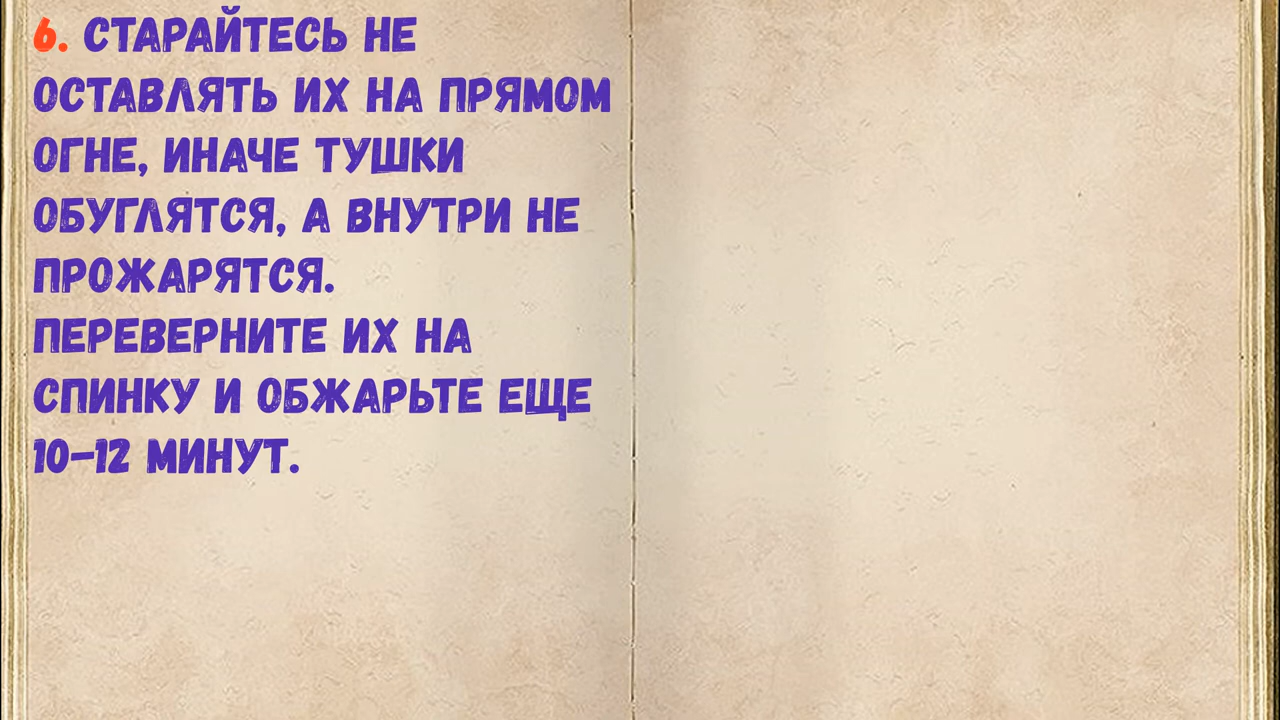 6. СТАРАЙТЕСЬ НЕ
ОСТАВЛЯТЬ ИХ НА ПРЯМОМ
ОГНЕ, ИНАЧЕ ТУШКИ
ОБУГЛЯТСЯ, А ВНУТРИ НЕ
ПРОЖАРЯТСЯ.
ПЕРЕВЕРНИТЕ ИХ НА
СПИНКУ И ОБЖАРЬТЕ ЕЩЕ
10–12 МИНУТ.